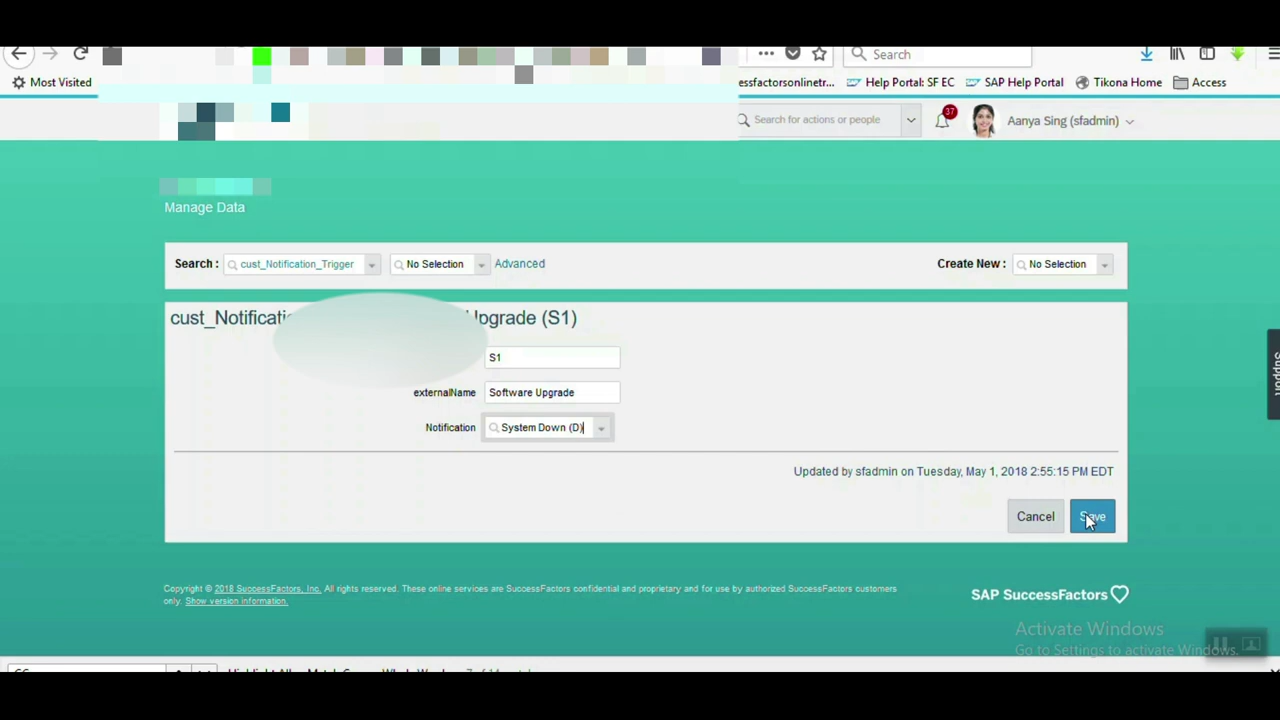 Search
Most Visited
essfactorsonlinetr... Help Portal: SF EC SAP Help Portal Tikona Home Access
Search for actions or people 37 Aanya Sing (sfadmin)
Manage Data
Search : cust_Notification_Trigger No Selection Advanced Create New : No Selection
cust_Notificatio Upgrade (S1)
S1
externalName Software Upgrade
Notification System Down (D)
Updated by sfadmin on Tuesday, May 1, 2018 2:55:15 PM EDT
Cancel Save
Copyright © 2018 SuccessFactors, Inc. All rights reserved. These online services are SuccessFactors confidential and proprietary and for use by authorized SuccessFactors customers
only. Show version information.
SAP SuccessFactors
Support
Activate Windows
Go to Settings to activate Windows.